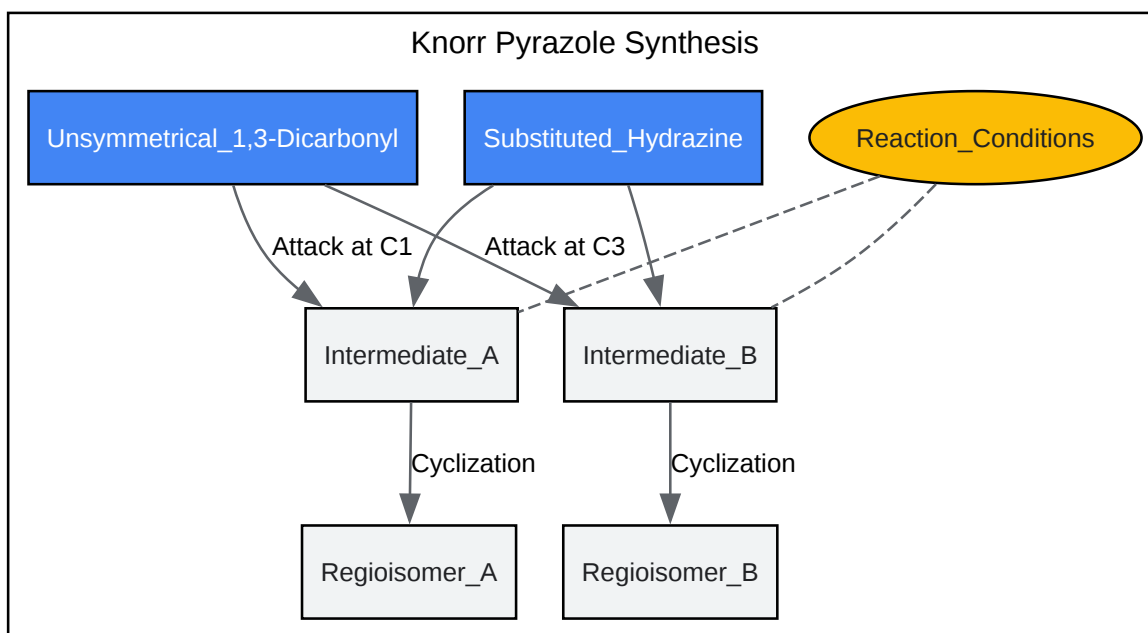 Knorr Pyrazole Synthesis
Unsymmetrical_1,3-Dicarbonyl
Substituted_Hydrazine
Reaction_Conditions
Attack at C1
Attack at C3
Intermediate_A
Intermediate_B
Cyclization
Cyclization
Regioisomer_A
Regioisomer_B